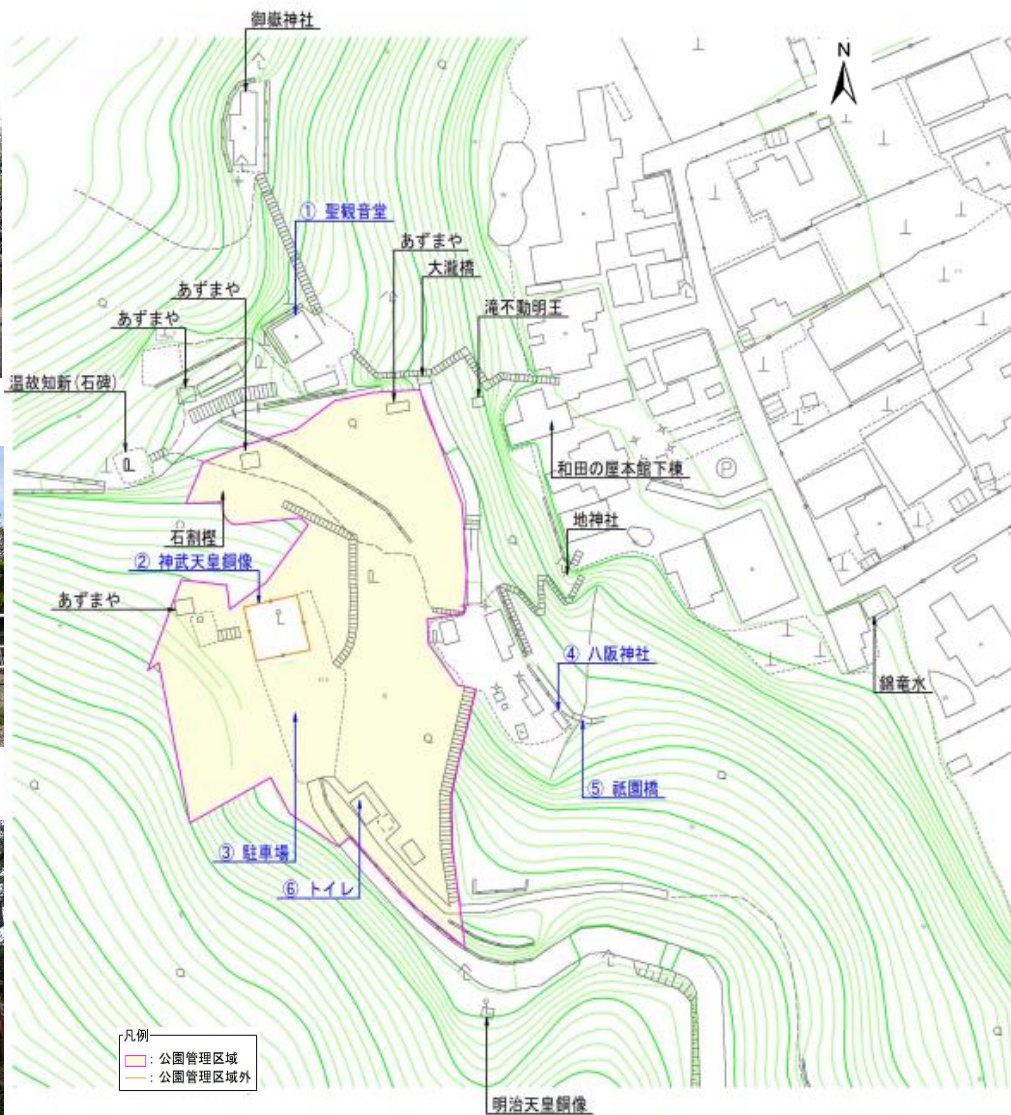 御嶽神社
N
① 聖観音堂
あずまや
大瀧橋
あずまや
滝不動明王
あずまや
温故知新(石碑)
和田の屋本館下棟
P
石割樫
地神社
② 神武天皇銅像
あずまや
④ 八阪神社
錦竜水
⑤ 祇園橋
③ 駐車場
⑥ トイレ
凡例
：公園管理区域
：公園管理区域外
明治天皇銅像